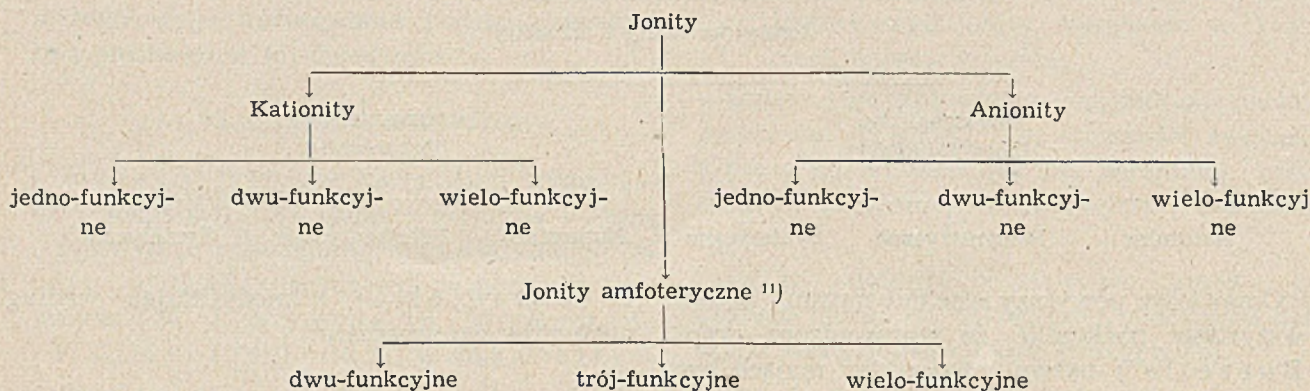 Jonity
Kationity
Anionity
jedno-funkcyj-
ne
dwu-funkcyj-
ne
wielo-funkcyj-
ne
jedno-funkcyj-
ne
dwu-funkcyj-
ne
wielo-funkcyj
ne
Jonity amfoteryczne ¹¹)
dwu-funkcyjne
trój-funkcyjne
wielo-funkcyjne